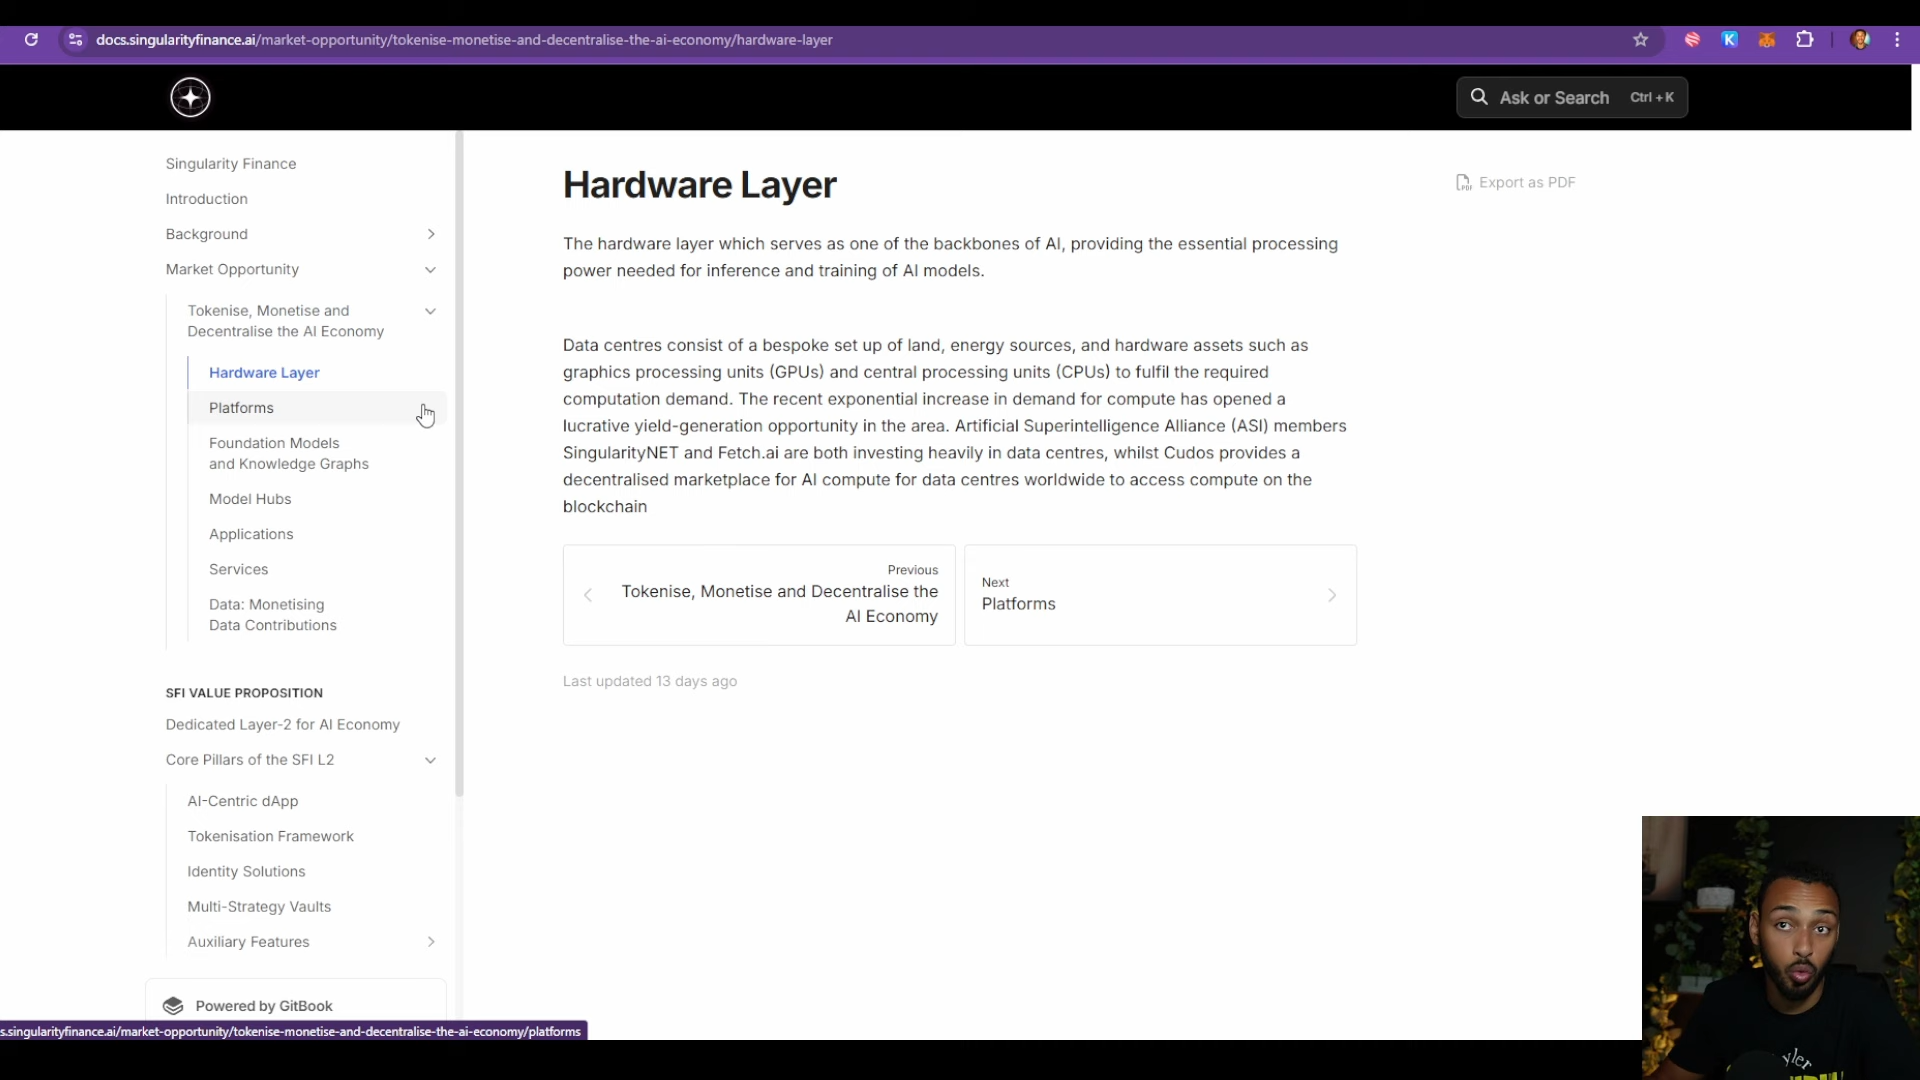 docs.singularityfinance.ai/market-opportunity/tokenise-monetise-and-decentralise-the-ai-economy/hardware-layer
K
Ask or Search Ctrl + K
Singularity Finance
Introduction
Background
Market Opportunity
Tokenise, Monetise and
Decentralise the AI Economy
Hardware Layer
Platforms
Foundation Models
and Knowledge Graphs
Model Hubs
Applications
Services
Data: Monetising
Data Contributions
SFI VALUE PROPOSITION
Dedicated Layer-2 for AI Economy
Core Pillars of the SFI L2
AI-Centric dApp
Tokenisation Framework
Identity Solutions
Multi-Strategy Vaults
Auxiliary Features
Powered by GitBook
s.singularityfinance.ai/market-opportunity/tokenise-monetise-and-decentralise-the-ai-economy/platforms
Hardware Layer
Export as PDF
The hardware layer which serves as one of the backbones of AI, providing the essential processing
power needed for inference and training of AI models.
Data centres consist of a bespoke set up of land, energy sources, and hardware assets such as
graphics processing units (GPUs) and central processing units (CPUs) to fulfil the required
computation demand. The recent exponential increase in demand for compute has opened a
lucrative yield-generation opportunity in the area. Artificial Superintelligence Alliance (ASI) members
SingularityNET and Fetch.ai are both investing heavily in data centres, whilst Cudos provides a
decentralised marketplace for AI compute for data centres worldwide to access compute on the
blockchain
Previous
Tokenise, Monetise and Decentralise the
AI Economy
Next
Platforms
Last updated 13 days ago